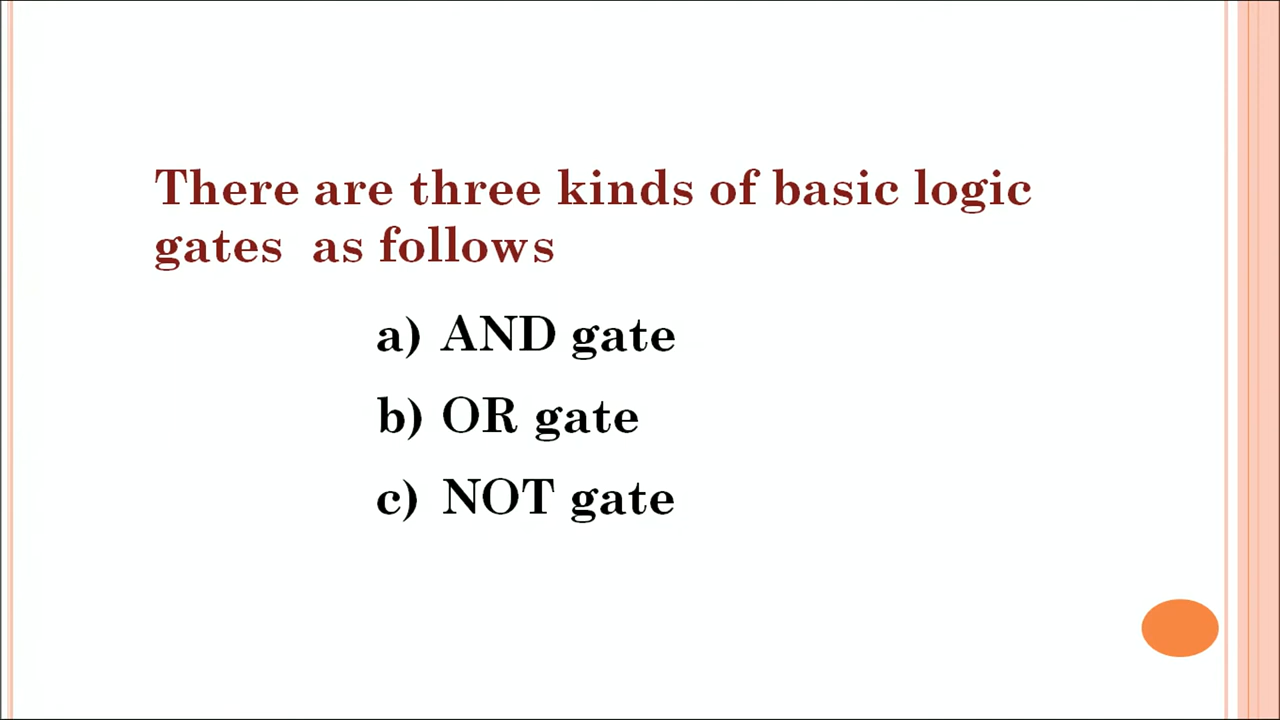 There are three kinds of basic logic
gates  as follows
a) AND gate
b) OR gate
c) NOT gate